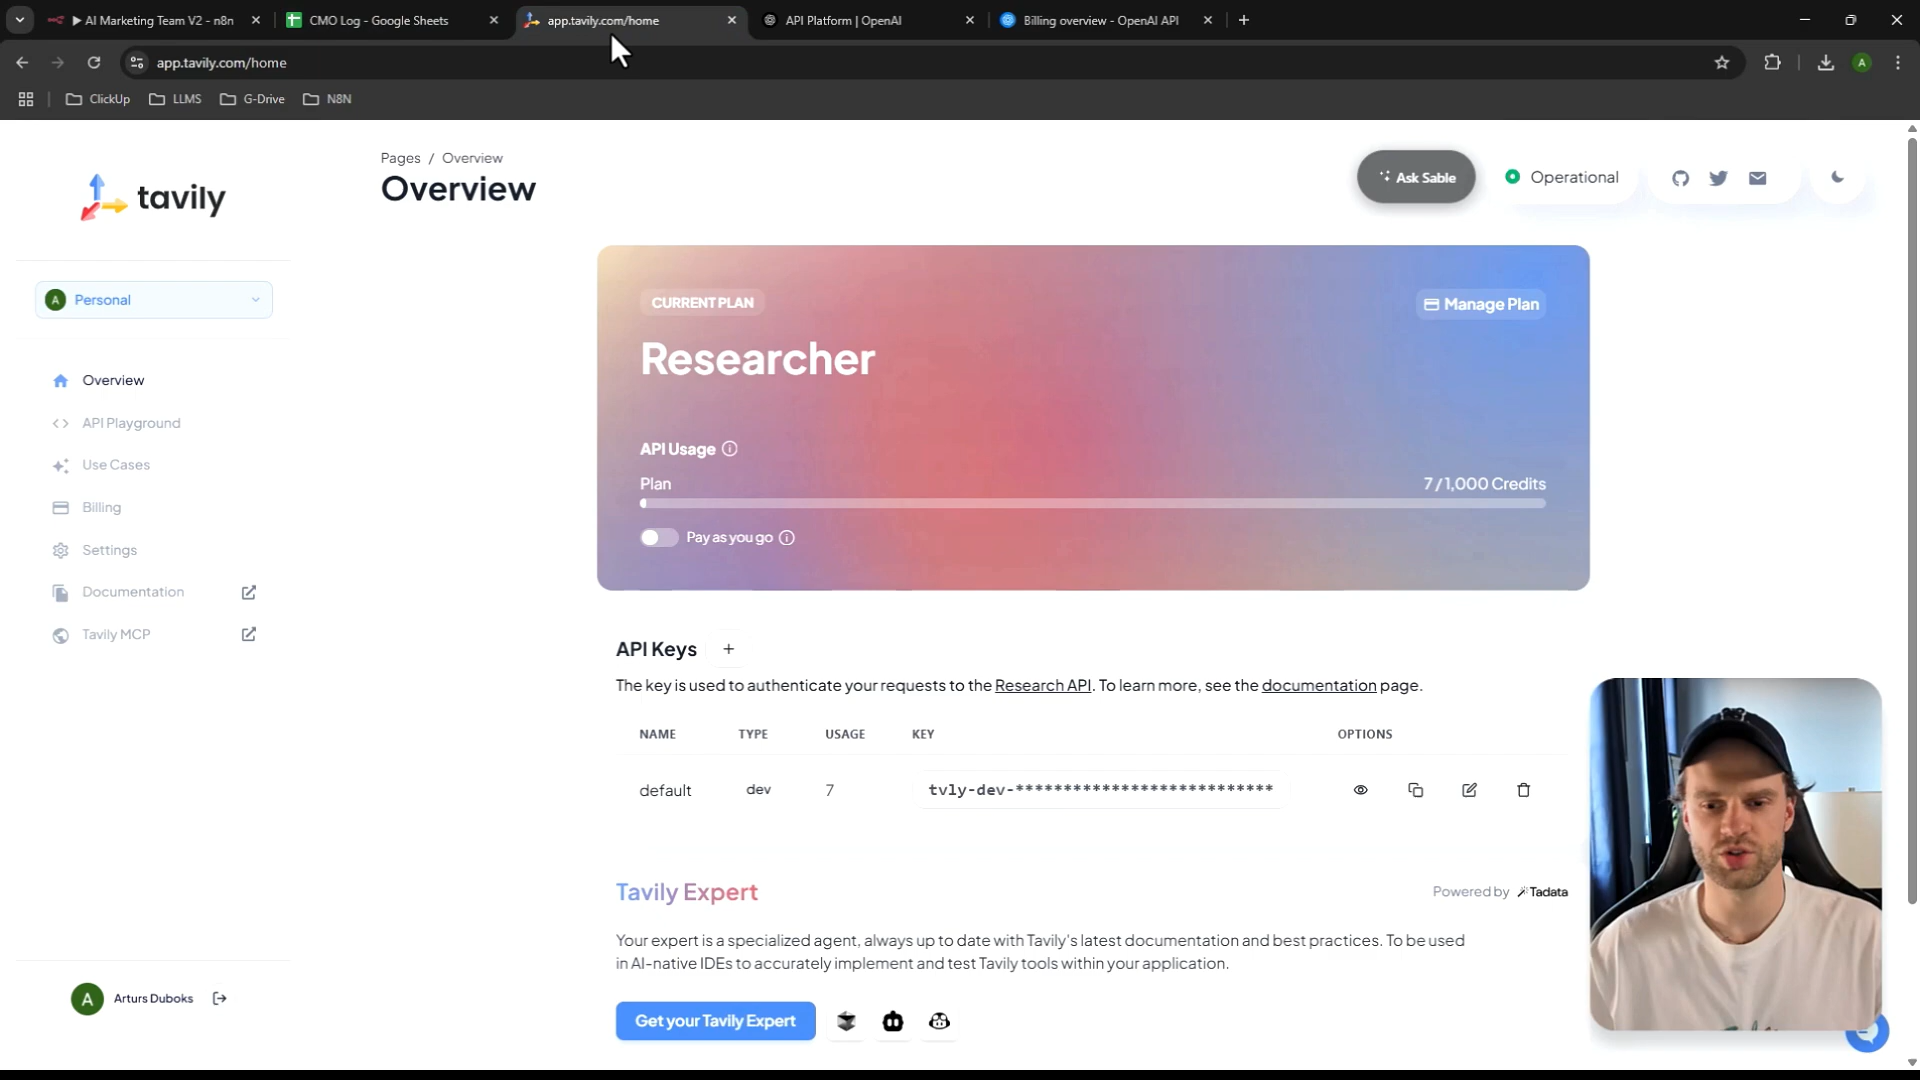 ▶ AI Marketing Team V2 - n8n
CMO Log - Google Sheets
app.tavily.com/home
API Platform | OpenAI
Billing overview - OpenAI API
app.tavily.com/home
A
ClickUp
LLMS
G-Drive
N8N
tavily
Pages / Overview
Overview
Ask Sable
Operational
A Personal
Overview
API Playground
Use Cases
Billing
Settings
Documentation
Tavily MCP
A Arturs Duboks
CURRENT PLAN
Manage Plan
Researcher
API Usage
Plan
7 / 1,000 Credits
Pay as you go
API Keys +
The key is used to authenticate your requests to the Research API. To learn more, see the documentation page.
NAME TYPE USAGE KEY OPTIONS
default dev 7 tvly-dev-***************************
Tavily Expert
Powered by Tadata
Your expert is a specialized agent, always up to date with Tavily's latest documentation and best practices. To be used
in AI-native IDEs to accurately implement and test Tavily tools within your application.
Get your Tavily Expert